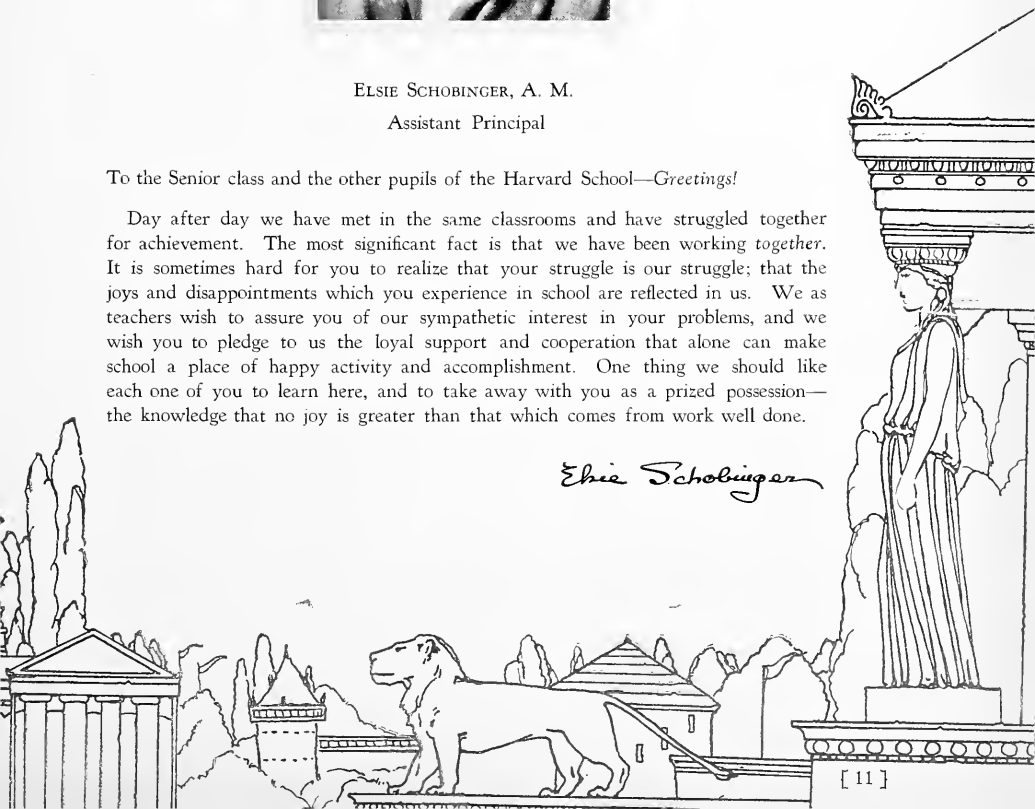 ELSIE SCHOBINGER, A. M.
Assistant Principal
To the Senior class and the other pupils of the Harvard School—Greetings!
Day after day we have met in the same classrooms and have struggled together
for achievement. The most significant fact is that we have been working together.
It is sometimes hard for you to realize that your struggle is our struggle; that the
joys and disappointments which you experience in school are reflected in us. We as
teachers wish to assure you of our sympathetic interest in your problems, and we
wish you to pledge to us the loyal support and cooperation that alone can make
school a place of happy activity and accomplishment. One thing we should like
each one of you to learn here, and to take away with you as a prized possession—
the knowledge that no joy is greater than that which comes from work well done.
Elsie Schobinger
[ 11 ]